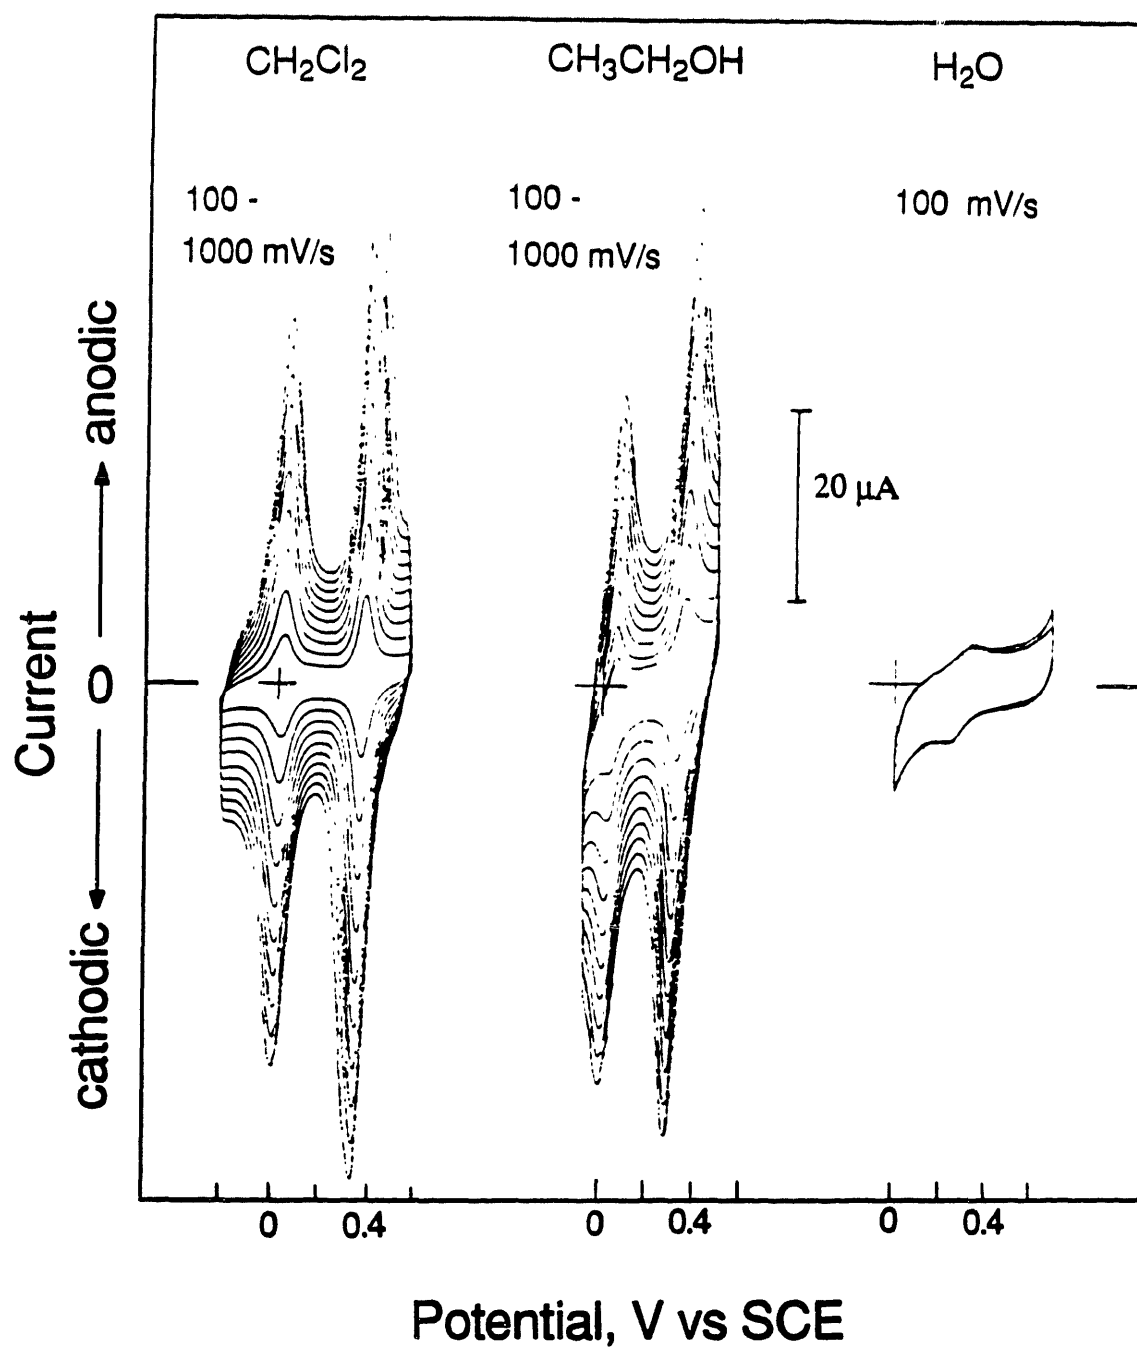 CH2Cl2
CH3CH2OH
H2O
100 -
1000 mV/s
100 -
1000 mV/s
100 mV/s
20 µA
anodic
0
Current
cathodic
0 0.4
0 0.4
0 0.4
Potential, V vs SCE